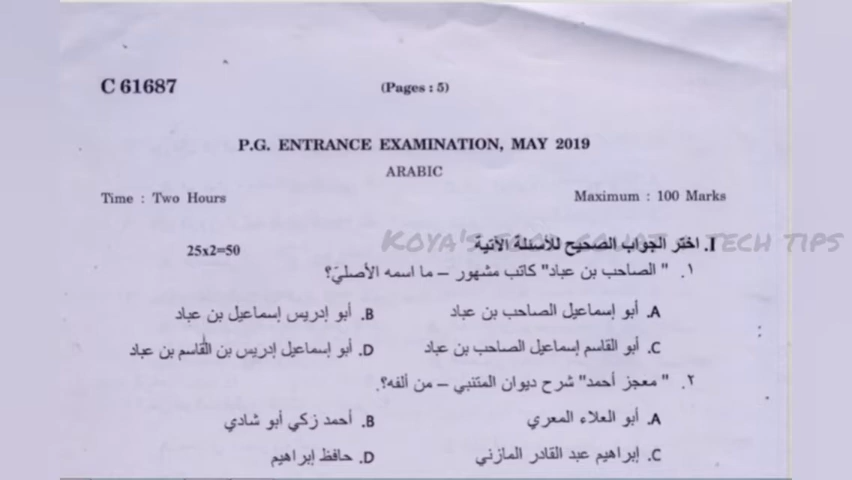 C 61687
(Pages : 5)
P.G. ENTRANCE EXAMINATION, MAY 2019
ARABIC
Time : Two Hours
Maximum : 100 Marks
I. اختر الجواب الصحيح للأسئلة الآتية.
25x2=50
KOYA'S TECH TIPS
١. " الصاحب بن عباد" كاتب مشهور – ما اسمه الأصليّ؟
A. أبو إسماعيل الصاحب بن عباد
B. أبو إدريس إسماعيل بن عباد
C. أبو القاسم إسماعيل الصاحب بن عباد
D. أبو إسماعيل إدريس بن القاسم بن عباد
٢. " معجز أحمد" شرح ديوان المتنبي – من ألفه؟.
A. أبو العلاء المعري
B. أحمد زكي أبو شادي
C. إبراهيم عبد القادر المازني
D. حافظ إبراهيم